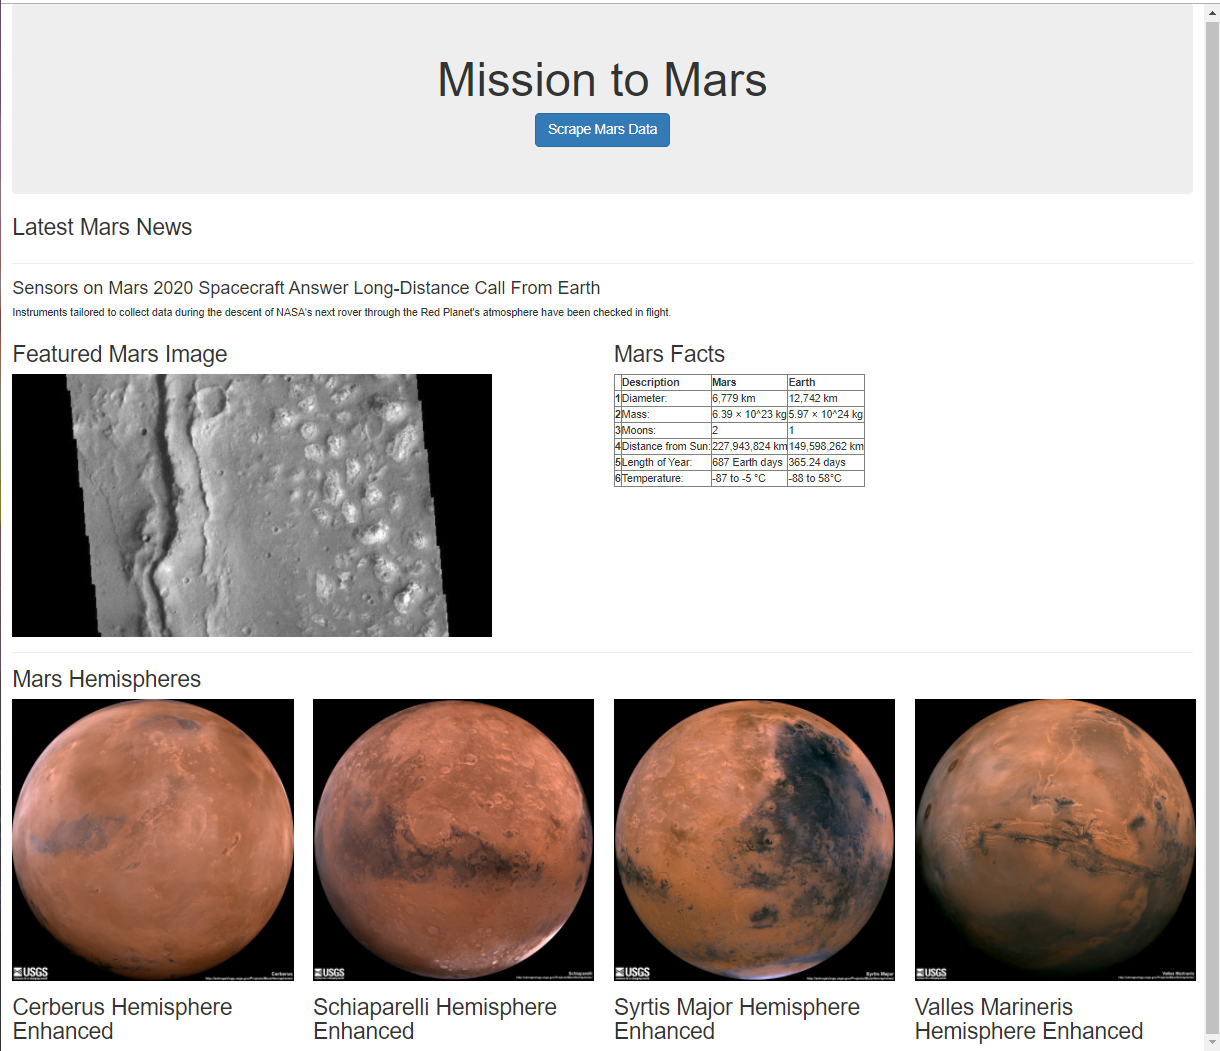 Mission to Mars
Scrape Mars Data
Latest Mars News
Sensors on Mars 2020 Spacecraft Answer Long-Distance Call From Earth
Instruments tailored to collect data during the descent of NASA's next rover through the Red Planet's atmosphere have been checked in flight.
Featured Mars Image
Mars Facts
Description Mars Earth
1 Diameter: 6,779 km 12,742 km
2 Mass: 6.39 × 10^23 kg 5.97 × 10^24 kg
3 Moons: 2 1
4 Distance from Sun: 227,943,824 km 149,598,262 km
5 Length of Year: 687 Earth days 365.24 days
6 Temperature: -87 to -5 °C -88 to 58°C
Mars Hemispheres
USGS Cerberus
USGS Schiaparelli
USGS Syrtis Major
USGS Valles Marineris
Cerberus Hemisphere
Enhanced
Schiaparelli Hemisphere
Enhanced
Syrtis Major Hemisphere
Enhanced
Valles Marineris
Hemisphere Enhanced